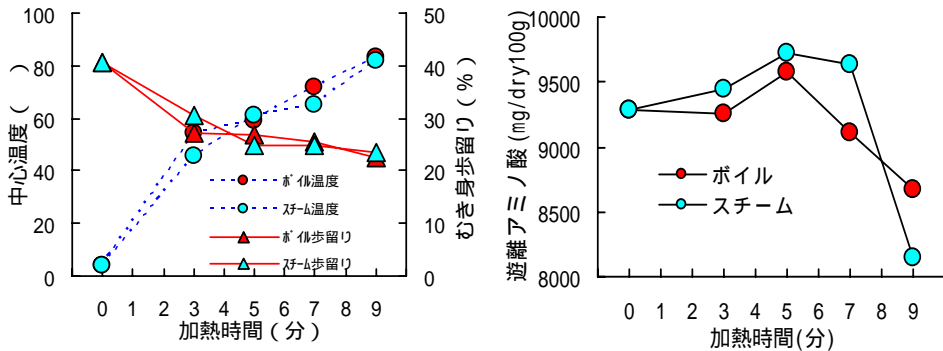 100
80
60
40
20
0
中心温度（　）
50
40
30
20
10
0
むき身歩留り（％）
ﾎﾞｲﾙ温度
ｽﾁｰﾑ温度
ﾎﾞｲﾙ歩留り
ｽﾁｰﾑ歩留り
0 1 2 3 4 5 6 7 8 9
加熱時間（分）
10000
9500
9000
8500
8000
遊離アミノ酸(mg/dry100g)
ボイル
スチーム
0 1 2 3 4 5 6 7 8 9
加熱時間(分)